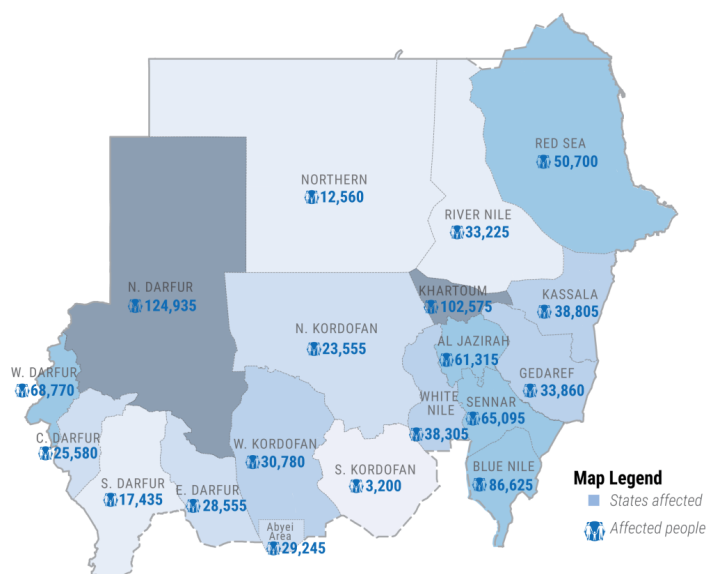 RED SEA
50,700
NORTHERN
12,560
RIVER NILE
33,225
N. DARFUR
124,935
KHARTOUM
102,575
KASSALA
38,805
N. KORDOFAN
23,555
AL JAZIRAH
61,315
W. DARFUR
68,770
GEDAREF
33,860
WHITE
NILE
38,305
SENNAR
65,095
C. DARFUR
25,580
W. KORDOFAN
30,780
S. KORDOFAN
3,200
BLUE NILE
86,625
S. DARFUR
17,435
E. DARFUR
28,555
Abyei
Area
29,245
Map Legend
States affected
Affected people